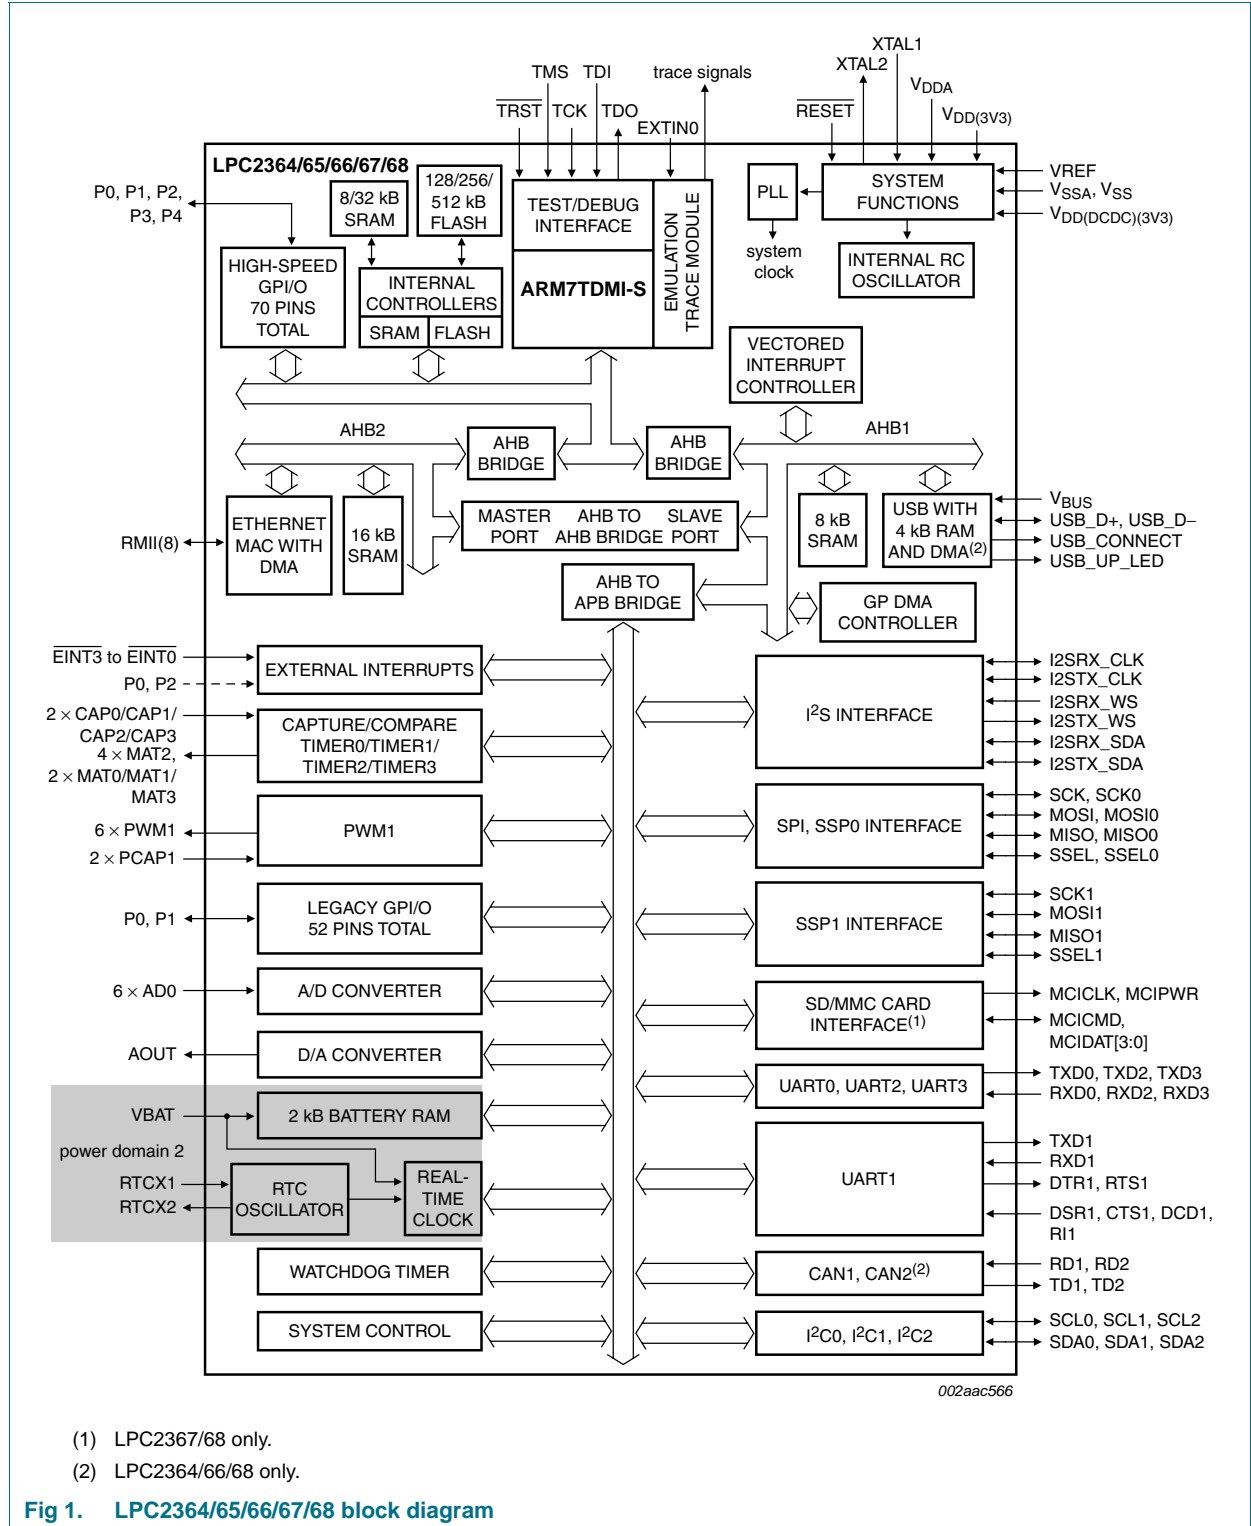 XTAL1
XTAL2
TMS TDI trace signals
VDDA
TRST TCK TDO RESET
VDD(3V3)
EXTIN0
LPC2364/65/66/67/68
P0, P1, P2,
P3, P4
8/32 kB
SRAM
128/256/
512 kB
FLASH
TEST/DEBUG
INTERFACE
EMULATION
TRACE MODULE
PLL
SYSTEM
FUNCTIONS
VREF
VSSA, VSS
VDD(DCDC)(3V3)
system
clock
HIGH-SPEED
GPI/O
70 PINS
TOTAL
INTERNAL
CONTROLLERS
SRAM FLASH
ARM7TDMI-S
INTERNAL RC
OSCILLATOR
VECTORED
INTERRUPT
CONTROLLER
AHB2
AHB
BRIDGE
AHB
BRIDGE
AHB1
RMII(8)
ETHERNET
MAC WITH
DMA
16 kB
SRAM
MASTER
PORT
AHB TO
AHB BRIDGE
SLAVE
PORT
8 kB
SRAM
USB WITH
4 kB RAM
AND DMA(2)
VBUS
USB_D+, USB_D−
USB_CONNECT
USB_UP_LED
AHB TO
APB BRIDGE
GP DMA
CONTROLLER
EINT3 to EINT0
P0, P2
EXTERNAL INTERRUPTS
2 × CAP0/CAP1/
CAP2/CAP3
4 × MAT2,
2 × MAT0/MAT1/
MAT3
CAPTURE/COMPARE
TIMER0/TIMER1/
TIMER2/TIMER3
I2S INTERFACE
I2SRX_CLK
I2STX_CLK
I2SRX_WS
I2STX_WS
I2SRX_SDA
I2STX_SDA
6 × PWM1
2 × PCAP1
PWM1
SPI, SSP0 INTERFACE
SCK, SCK0
MOSI, MOSI0
MISO, MISO0
SSEL, SSEL0
P0, P1
LEGACY GPI/O
52 PINS TOTAL
SSP1 INTERFACE
SCK1
MOSI1
MISO1
SSEL1
6 × AD0
A/D CONVERTER
SD/MMC CARD
INTERFACE(1)
MCICLK, MCIPWR
MCICMD,
MCIDAT[3:0]
AOUT
D/A CONVERTER
UART0, UART2, UART3
TXD0, TXD2, TXD3
RXD0, RXD2, RXD3
VBAT
2 kB BATTERY RAM
power domain 2
RTCX1
RTCX2
RTC
OSCILLATOR
REAL-
TIME
CLOCK
UART1
TXD1
RXD1
DTR1, RTS1
DSR1, CTS1, DCD1,
RI1
WATCHDOG TIMER
CAN1, CAN2(2)
RD1, RD2
TD1, TD2
SYSTEM CONTROL
I2C0, I2C1, I2C2
SCL0, SCL1, SCL2
SDA0, SDA1, SDA2
002aac566
(1) LPC2367/68 only.
(2) LPC2364/66/68 only.
Fig 1. LPC2364/65/66/67/68 block diagram